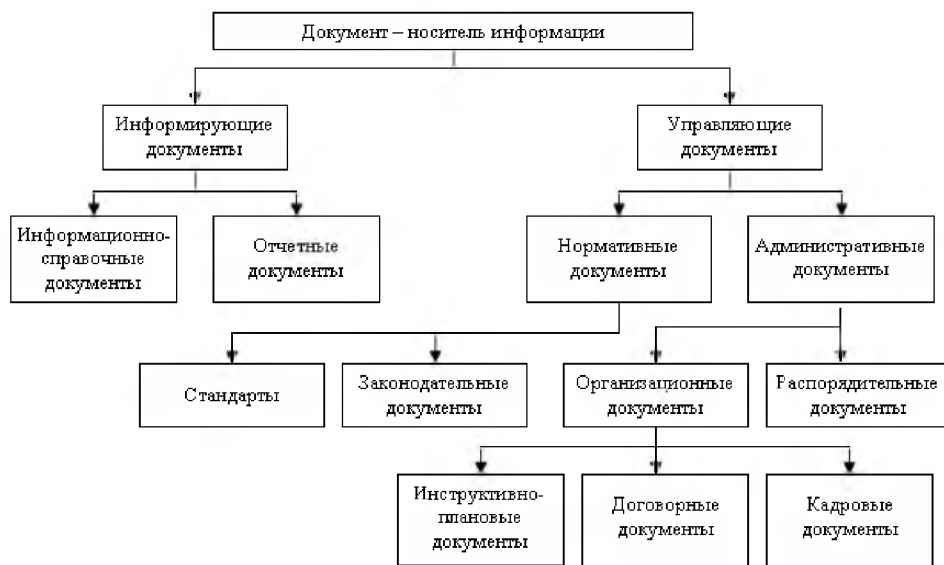 Документ – носитель информации
Информирующие
документы
Управляющие
документы
Информационно-
справочные
документы
Отчетные
документы
Нормативные
документы
Административные
документы
Стандарты
Законодательные
документы
Организационные
документы
Распорядительные
документы
Инструктивно-
плановые
документы
Договорные
документы
Кадровые
документы